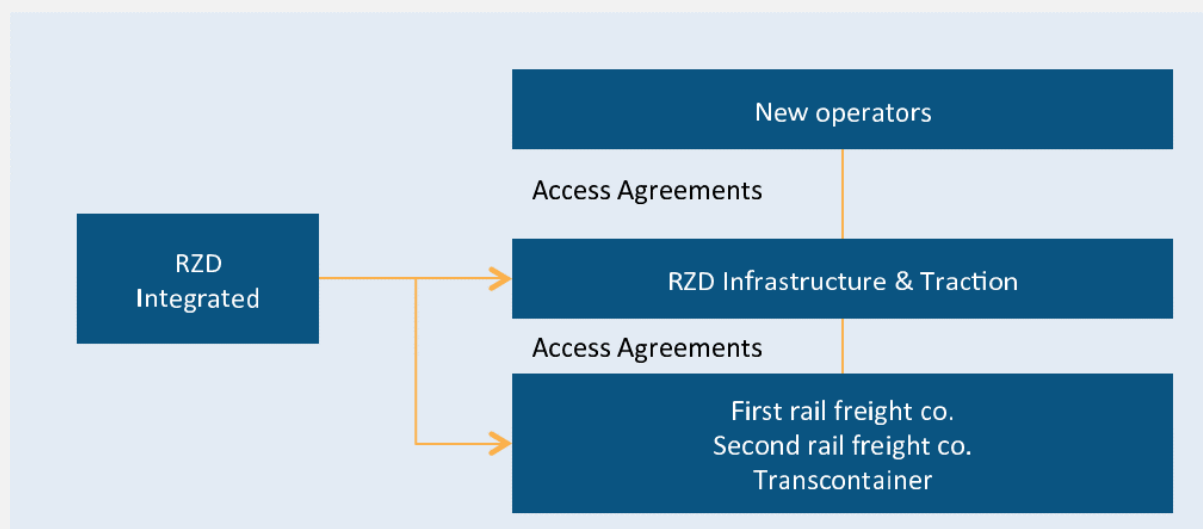 New operators
Access Agreements
RZD
Integrated
RZD Infrastructure & Traction
Access Agreements
First rail freight co.
Second rail freight co.
Transcontainer